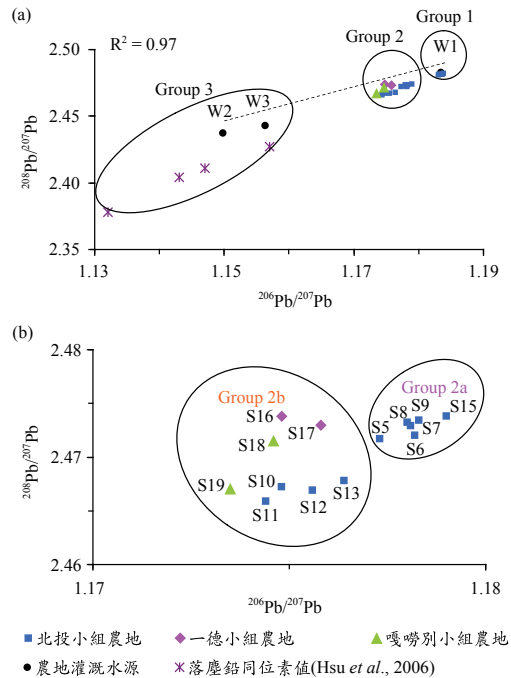 (a)
Group 1
Group 2
W1
R² = 0.97
Group 3
W2
W3
2.50
2.45
2.40
2.35
²⁰⁸Pb/²⁰⁷Pb
1.13
1.15
1.17
1.19
²⁰⁶Pb/²⁰⁷Pb
(b)
2.48
2.47
2.46
²⁰⁸Pb/²⁰⁷Pb
Group 2b
Group 2a
S16
S17
S18
S19
S10
S11
S12
S13
S5
S8
S9
S15
S7
S6
1.17
1.18
²⁰⁶Pb/²⁰⁷Pb
北投小組農地
一德小組農地
嘎嘮別小組農地
農地灌溉水源
落塵鉛同位素值(Hsu et al., 2006)